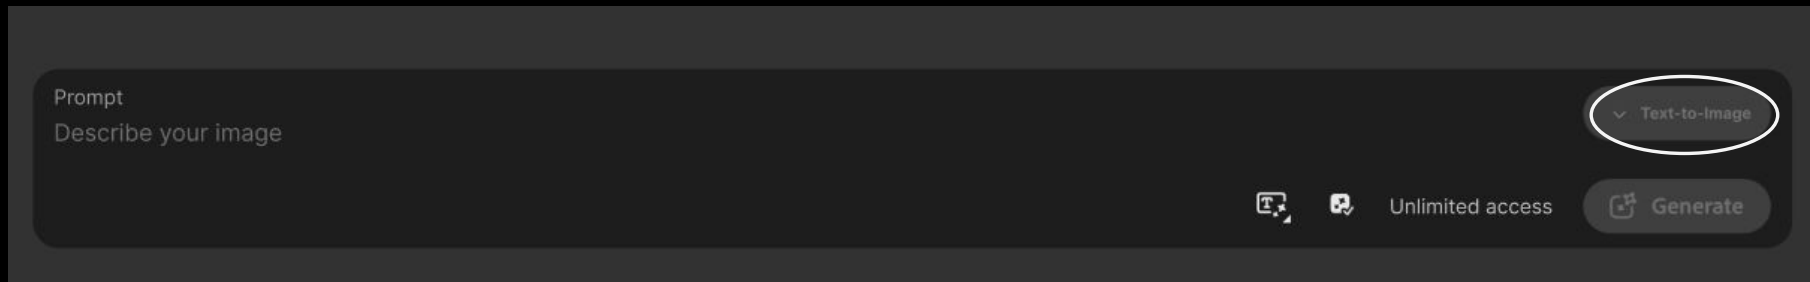 Prompt
Describe your image
Text-to-Image
Unlimited access
Generate